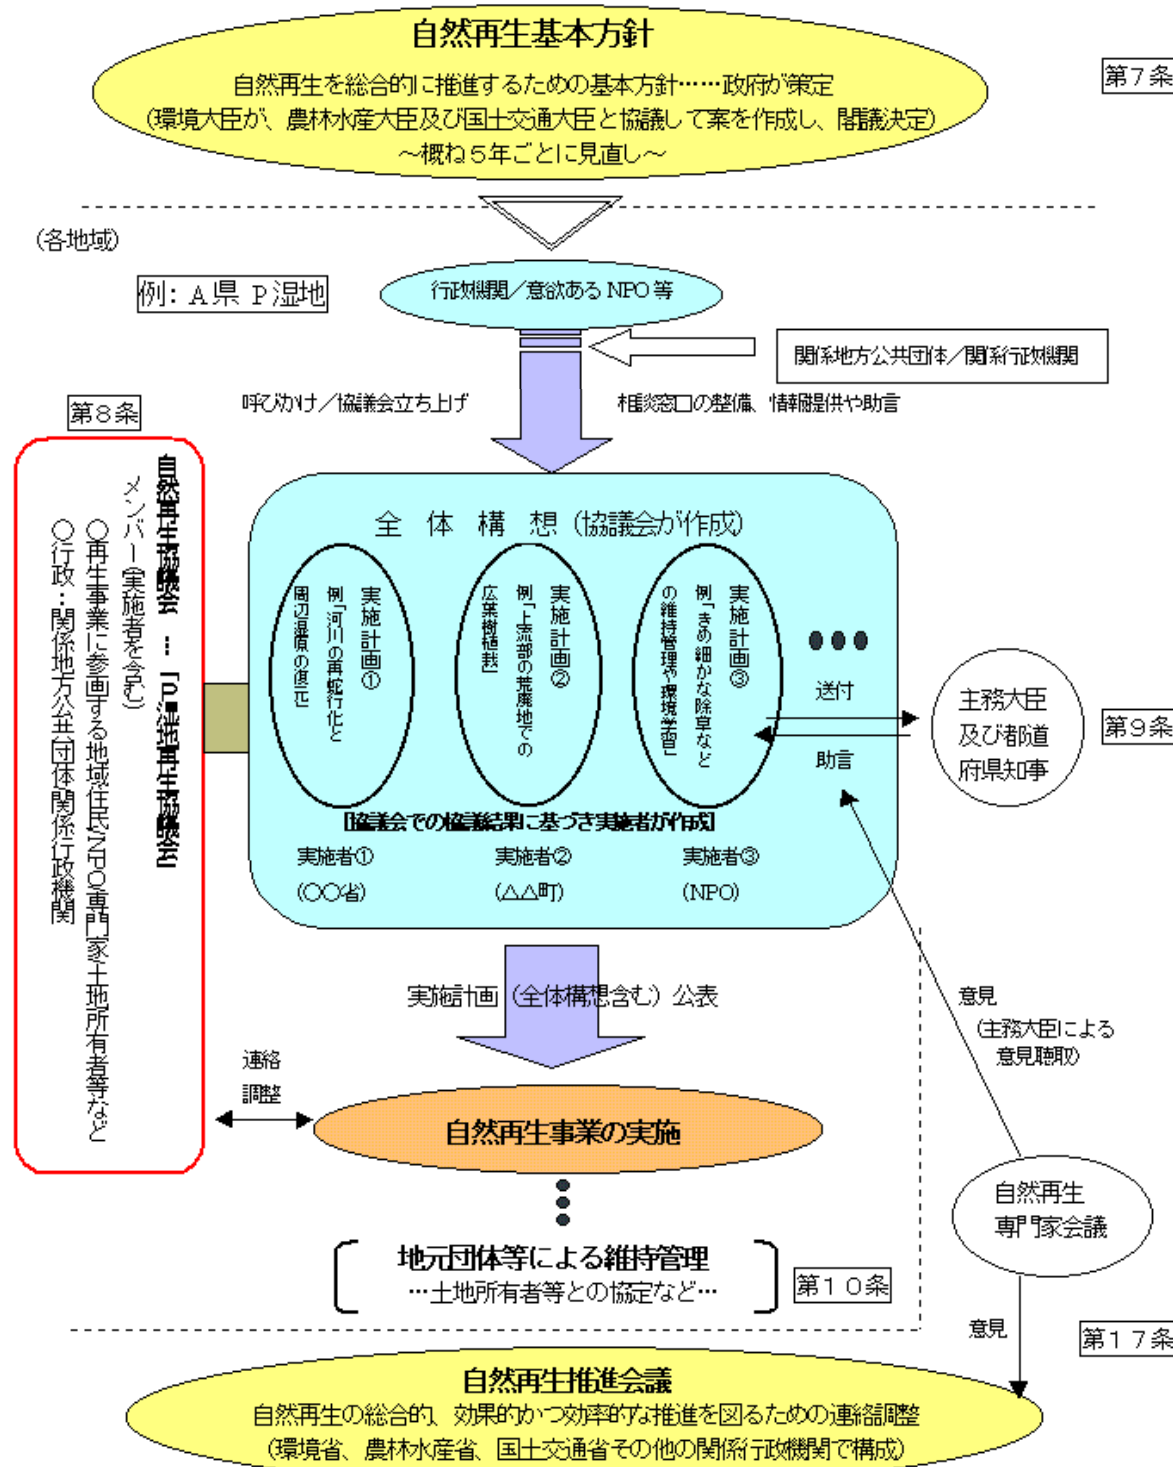 自然再生基本方針
自然再生を総合的に推進するための基本方針……政府が策定
(環境大臣が、農林水産大臣及び国土交通大臣と協議して案を作成し、閣議決定)
～概ね５年ごとに見直し～
第７条
(各地域)
例: A県 P湿地
行政機関／意欲ある NPO 等
関係地方公共団体／関係行政機関
呼びかけ／協議会立ち上げ
相談窓口の整備、情報提供や助言
第８条
自然再生協議会 … 「P湿地再生協議会」
メンバー(実施者を含む)
○再生事業に参画する地域住民・NPO・専門家・土地所有者等など
○行政：関係地方公共団体・関係行政機関
全 体 構 想 (協議会が作成)
実施計画①
例「河川の再蛇行化と
周辺湿原の復元」
実施計画②
例「上流部の荒廃地での
広葉樹植栽」
実施計画③
例「きめ細かな除草など
の維持管理や環境学習」
●●●
送付
助言
主務大臣
及び都道
府県知事
第９条
[協議会での協議結果に基づき実施者が作成]
実施者①
(○○省)
実施者②
(△△町)
実施者③
(NPO)
実施計画（全体構想含む）公表
意見
(主務大臣による
意見聴取)
連絡
調整
自然再生事業の実施
自然再生
専門家会議
地元団体等による維持管理
…土地所有者等との協定など…
第１０条
意見
第１７条
自然再生推進会議
自然再生の総合的、効果的かつ効率的な推進を図るための連絡調整
(環境省、農林水産省、国土交通省その他の関係行政機関で構成)